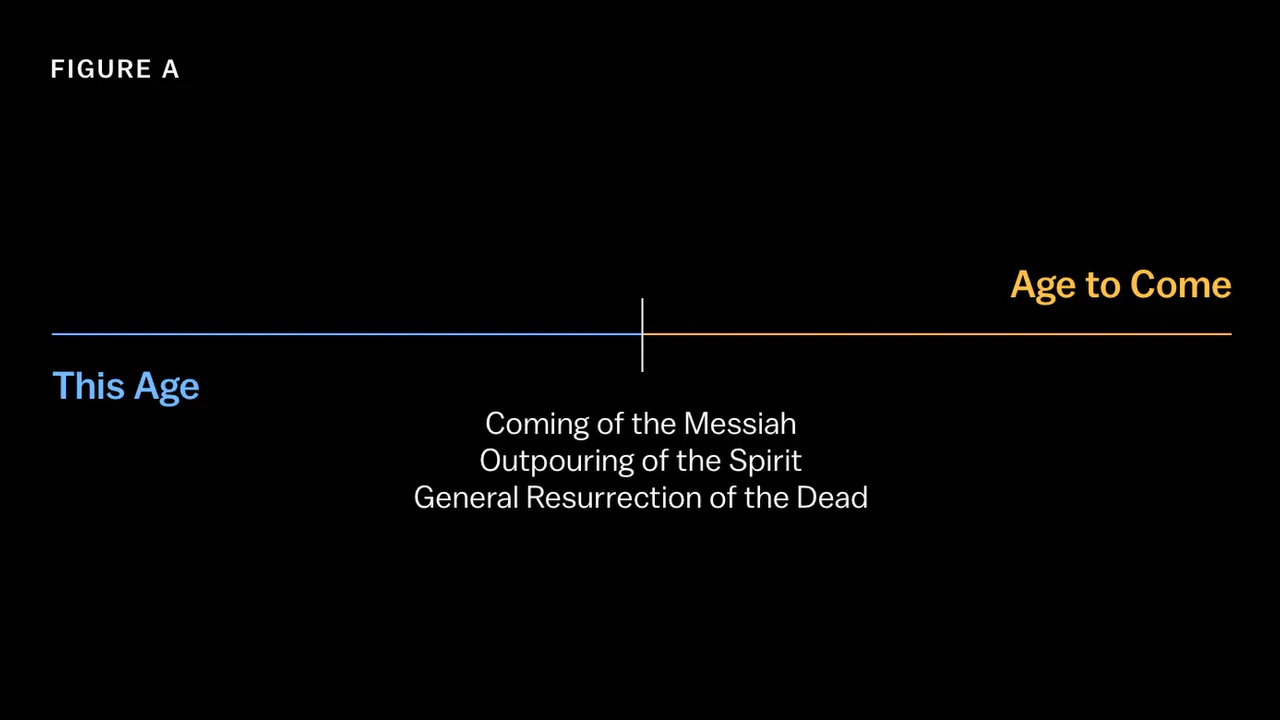 FIGURE A
Age to Come
This Age
Coming of the Messiah
Outpouring of the Spirit
General Resurrection of the Dead